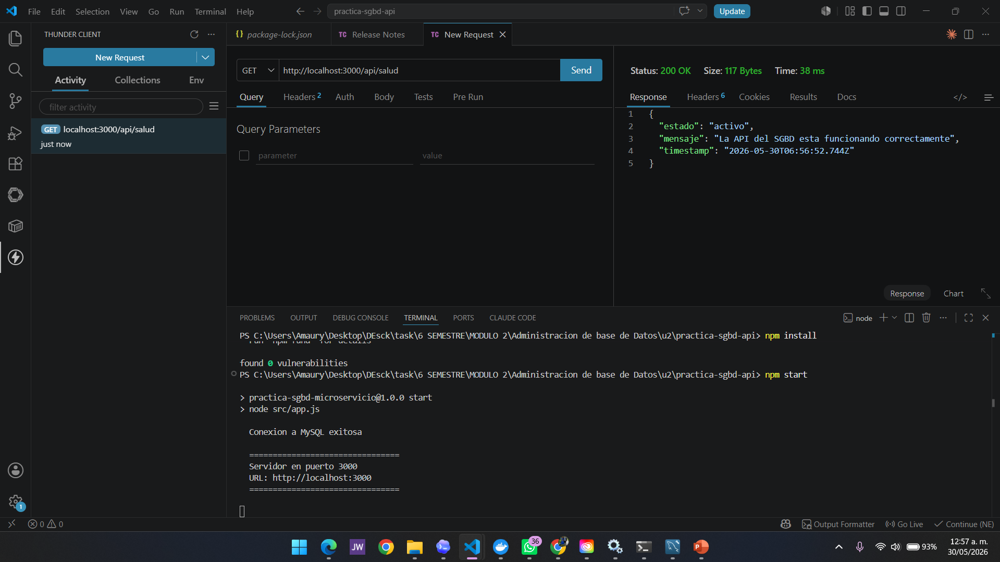 File Edit Selection View Go Run Terminal Help
practica-sgbd-api
Update
THUNDER CLIENT
New Request
Activity Collections Env
filter activity
GET localhost:3000/api/salud
just now
{} package-lock.json
TC Release Notes
TC New Request
GET http://localhost:3000/api/salud Send
Query Headers 2 Auth Body Tests Pre Run
Query Parameters
parameter value
Status: 200 OK Size: 117 Bytes Time: 38 ms
Response Headers 6 Cookies Results Docs
1 {
2 "estado": "activo",
3 "mensaje": "La API del SGBD esta funcionando correctamente",
4 "timestamp": "2026-05-30T06:56:52.744Z"
5 }
Response Chart
PROBLEMS OUTPUT DEBUG CONSOLE TERMINAL PORTS CLAUDE CODE
node
PS C:\Users\Amaury\Desktop\DEsck\task\6 SEMESTRE\MODULO 2\Administracion de base de Datos\u2\practica-sgbd-api> npm install
found 0 vulnerabilities
PS C:\Users\Amaury\Desktop\DEsck\task\6 SEMESTRE\MODULO 2\Administracion de base de Datos\u2\practica-sgbd-api> npm start
> practica-sgbd-microservicio@1.0.0 start
> node src/app.js
Conexion a MySQL exitosa
================================
Servidor en puerto 3000
URL: http://localhost:3000
================================
1
0 0
Output Formatter Go Live Continue (NE)
JW
36
P
93%
12:57 a. m.
30/05/2026